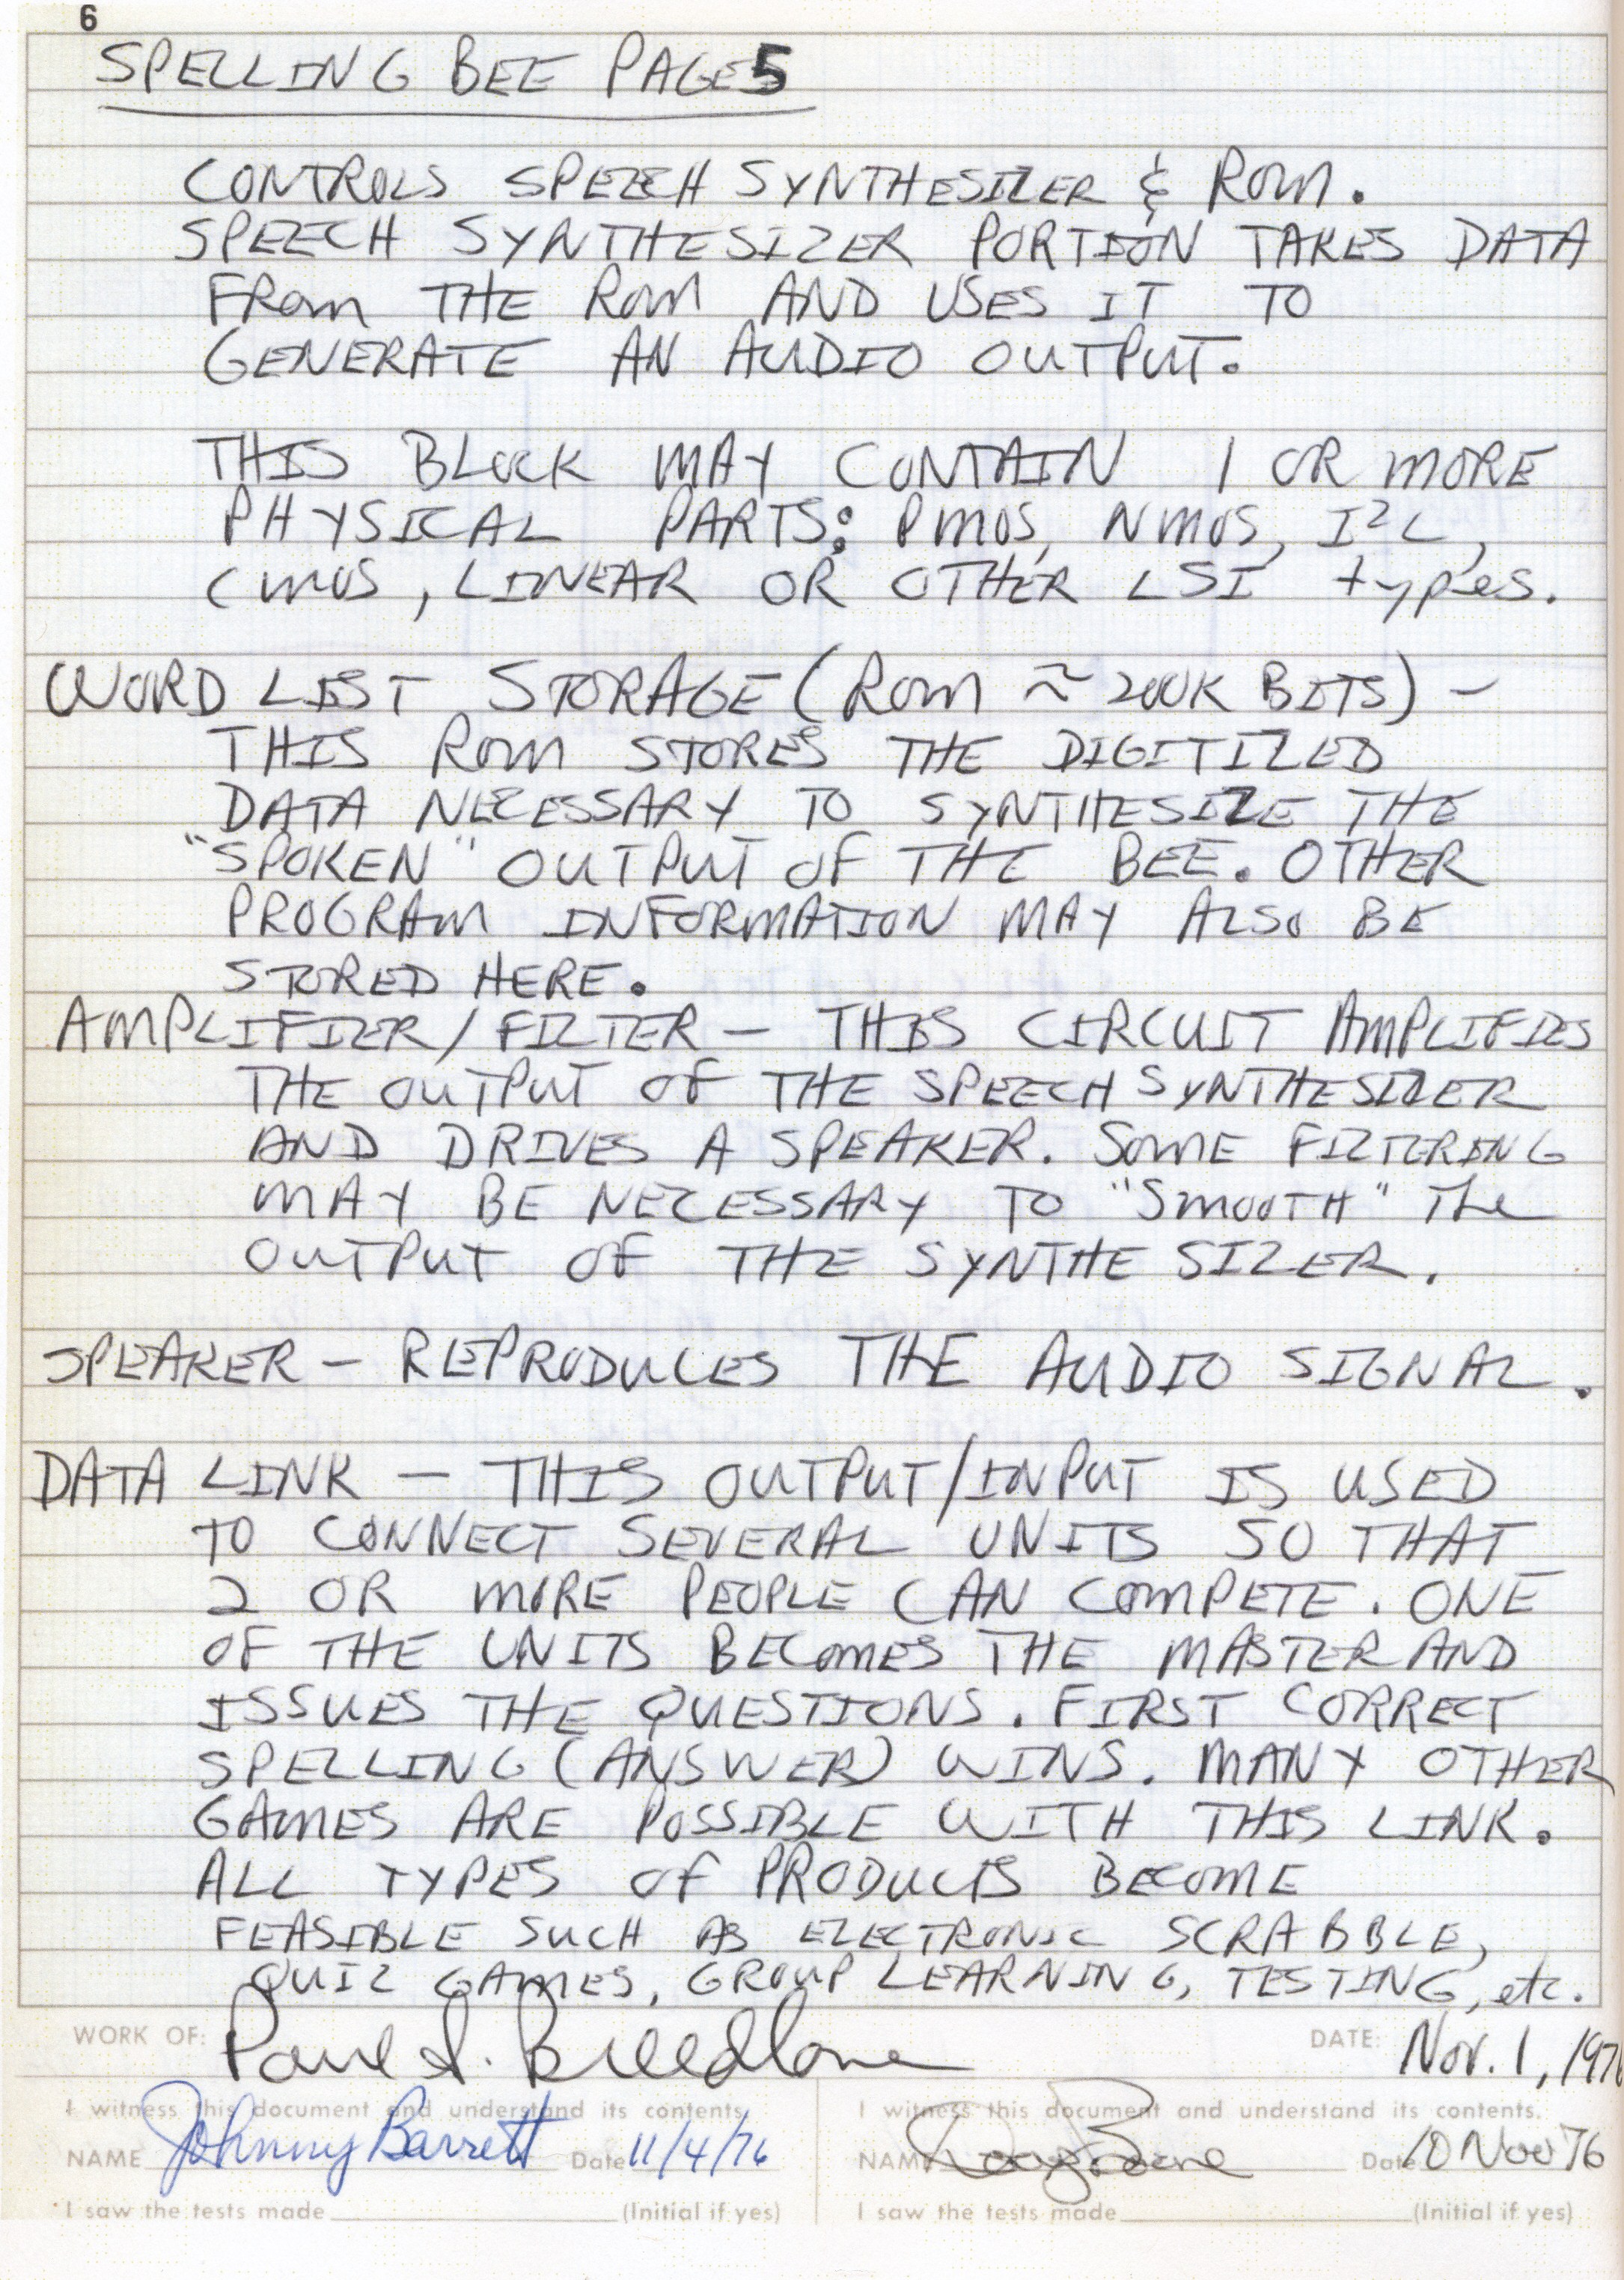 6
SPELLING BEE PAGE 5
CONTROLS SPEECH SYNTHESIZER & ROM.
SPEECH SYNTHESIZER PORTION TAKES DATA
FROM THE ROM AND USES IT TO
GENERATE AN AUDIO OUTPUT.
THIS BLOCK MAY CONTAIN 1 OR MORE
PHYSICAL PARTS: PMOS, NMOS, I²L,
CMOS, LINEAR OR OTHER LSI types.
WORD LIST STORAGE (ROM ≈ 200K BITS) –
THIS ROM STORES THE DIGITIZED
DATA NECESSARY TO SYNTHESIZE THE
"SPOKEN" OUTPUT OF THE BEE. OTHER
PROGRAM INFORMATION MAY ALSO BE
STORED HERE.
AMPLIFIER/FILTER – THIS CIRCUIT AMPLIFIES
THE OUTPUT OF THE SPEECH SYNTHESIZER
AND DRIVES A SPEAKER. SOME FILTERING
MAY BE NECESSARY TO "SMOOTH" The
OUTPUT OF THE SYNTHESIZER.
SPEAKER – REPRODUCES THE AUDIO SIGNAL.
DATA LINK – THIS OUTPUT/INPUT IS USED
TO CONNECT SEVERAL UNITS SO THAT
2 OR MORE PEOPLE CAN COMPETE. ONE
OF THE UNITS BECOMES THE MASTER AND
ISSUES THE QUESTIONS. FIRST CORRECT
SPELLING (ANSWER) WINS. MANY OTHER
GAMES ARE POSSIBLE WITH THIS LINK.
ALL TYPES OF PRODUCTS BECOME
FEASIBLE SUCH AS ELECTRONIC SCRABBLE,
QUIZ GAMES, GROUP LEARNING, TESTING, etc.
WORK OF: Paul S. Breedlove DATE: Nov. 1, 1976
I witness this document and understand its contents.
NAME Johnny Barrett Date 11/4/76
I saw the tests made (Initial if yes)
I witness this document and understand its contents.
NAME Date 10 Nov 76
I saw the tests made (Initial if yes)